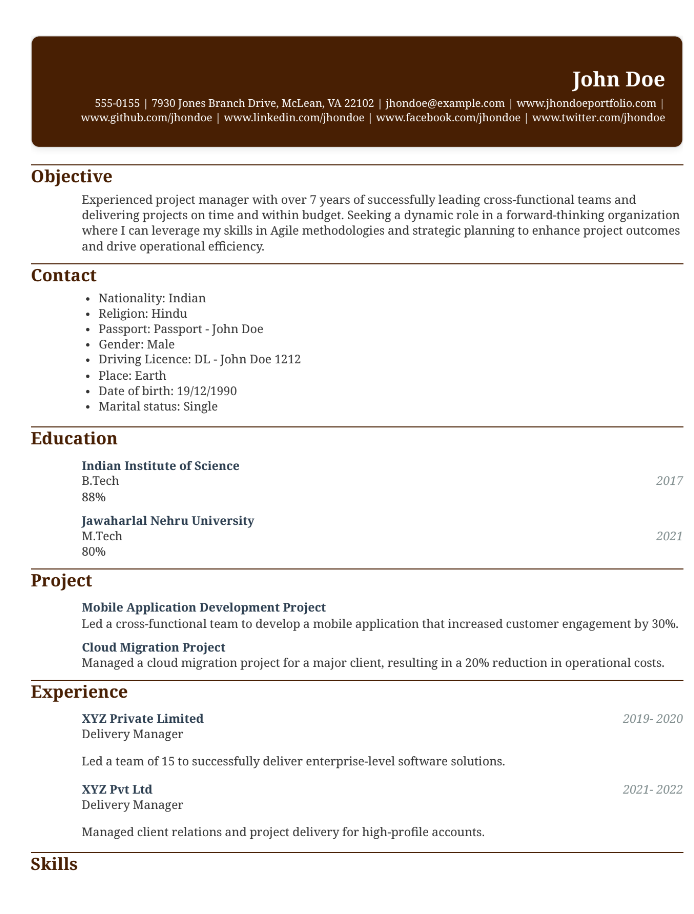 John Doe
555-0155 | 7930 Jones Branch Drive, McLean, VA 22102 | jhondoe@example.com | www.jhondoeportfolio.com |
www.github.com/jhondoe | www.linkedin.com/jhondoe | www.facebook.com/jhondoe | www.twitter.com/jhondoe
Objective
Experienced project manager with over 7 years of successfully leading cross-functional teams and
delivering projects on time and within budget. Seeking a dynamic role in a forward-thinking organization
where I can leverage my skills in Agile methodologies and strategic planning to enhance project outcomes
and drive operational efficiency.
Contact
• Nationality: Indian
• Religion: Hindu
• Passport: Passport - John Doe
• Gender: Male
• Driving Licence: DL - John Doe 1212
• Place: Earth
• Date of birth: 19/12/1990
• Marital status: Single
Education
Indian Institute of Science
B.Tech 2017
88%
Jawaharlal Nehru University
M.Tech 2021
80%
Project
Mobile Application Development Project
Led a cross-functional team to develop a mobile application that increased customer engagement by 30%.
Cloud Migration Project
Managed a cloud migration project for a major client, resulting in a 20% reduction in operational costs.
Experience
XYZ Private Limited 2019- 2020
Delivery Manager
Led a team of 15 to successfully deliver enterprise-level software solutions.
XYZ Pvt Ltd 2021- 2022
Delivery Manager
Managed client relations and project delivery for high-profile accounts.
Skills